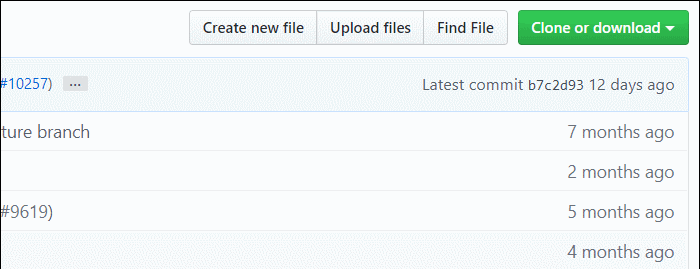 Create new file Upload files Find File Clone or download
#10257) ... Latest commit b7c2d93 12 days ago
ture branch 7 months ago
2 months ago
#9619) 5 months ago
4 months ago